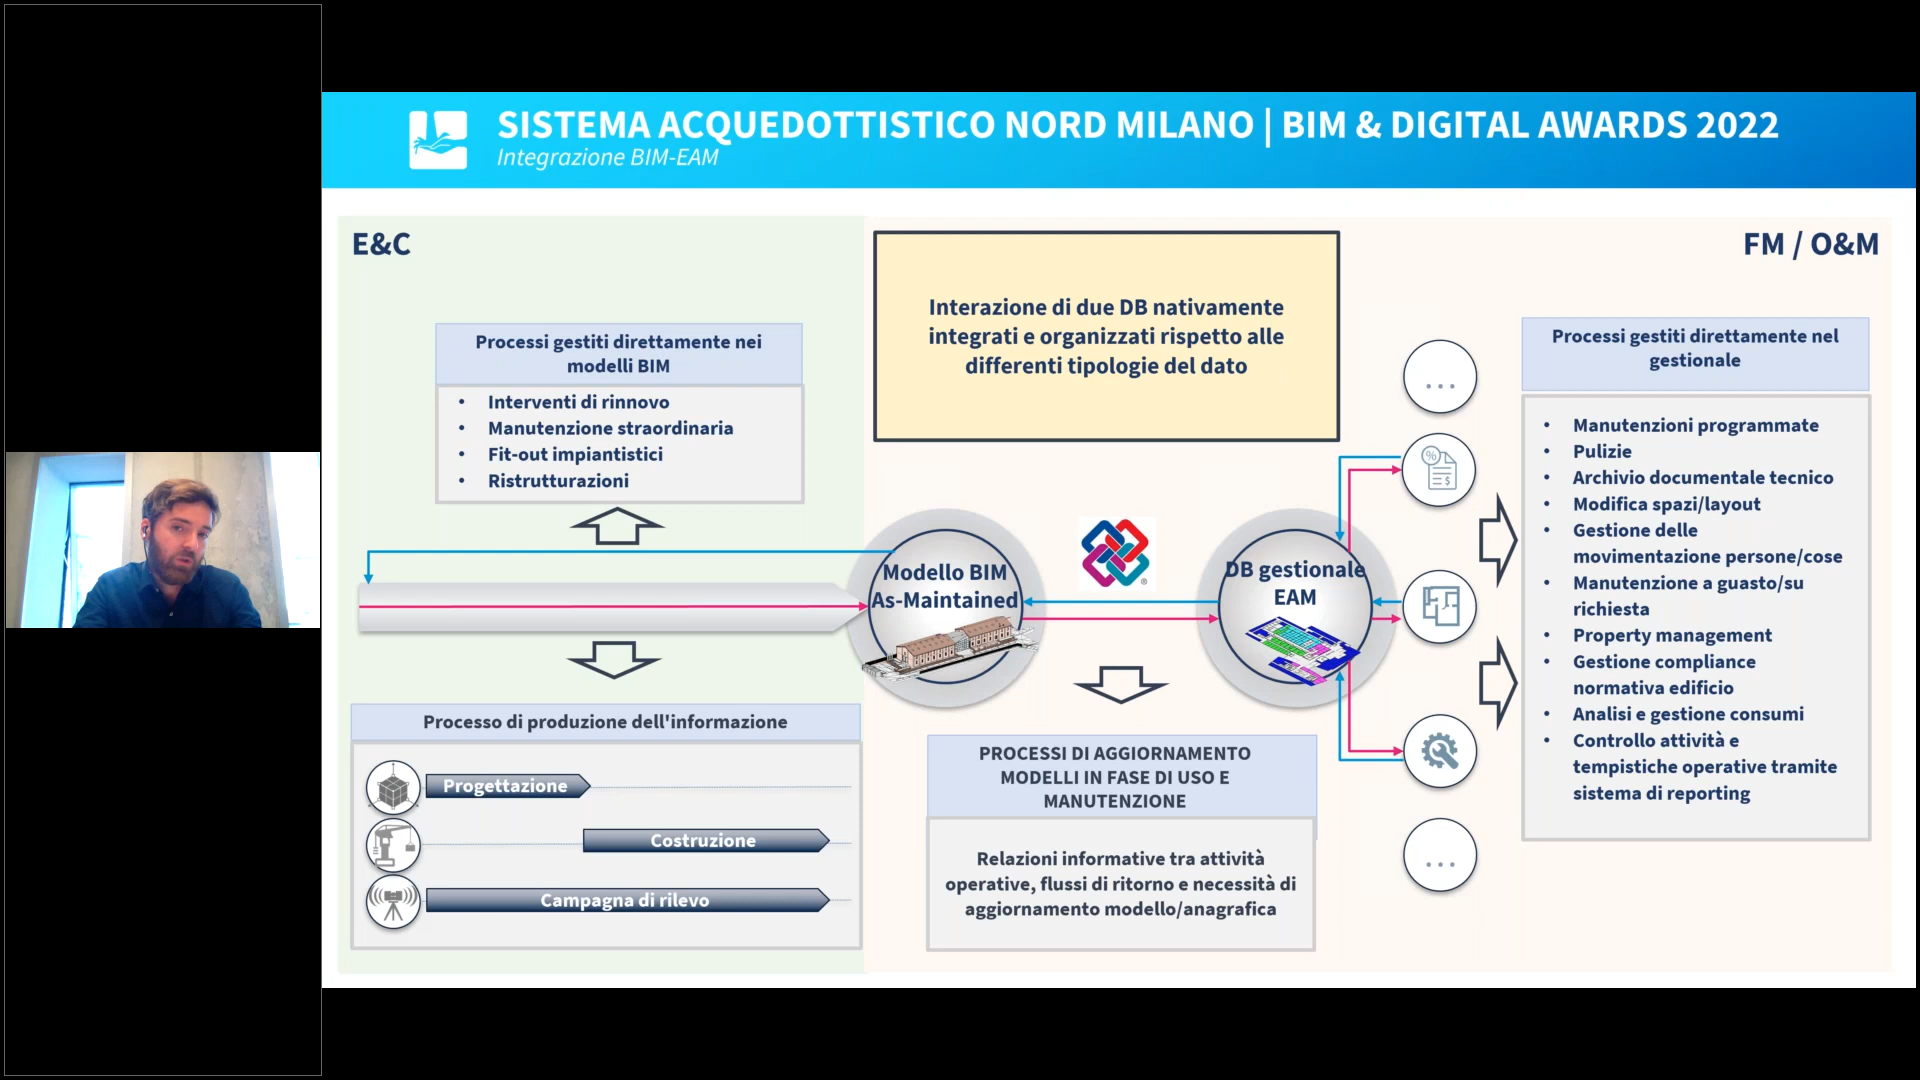 SISTEMA ACQUEDOTTISTICO NORD MILANO | BIM & DIGITAL AWARDS 2022
Integrazione BIM-EAM
E&C
FM / O&M
Interazione di due DB nativamente
integrati e organizzati rispetto alle
differenti tipologie del dato
Processi gestiti direttamente nei
modelli BIM
• Interventi di rinnovo
• Manutenzione straordinaria
• Fit-out impiantistici
• Ristrutturazioni
Modello BIM
As-Maintained
®
DB gestionale
EAM
...
%
$
...
Processi gestiti direttamente nel
gestionale
• Manutenzioni programmate
• Pulizie
• Archivio documentale tecnico
• Modifica spazi/layout
• Gestione delle
movimentazione persone/cose
• Manutenzione a guasto/su
richiesta
• Property management
• Gestione compliance
normativa edificio
• Analisi e gestione consumi
• Controllo attività e
tempistiche operative tramite
sistema di reporting
Processo di produzione dell'informazione
Progettazione
Costruzione
Campagna di rilevo
PROCESSI DI AGGIORNAMENTO
MODELLI IN FASE DI USO E
MANUTENZIONE
Relazioni informative tra attività
operative, flussi di ritorno e necessità di
aggiornamento modello/anagrafica